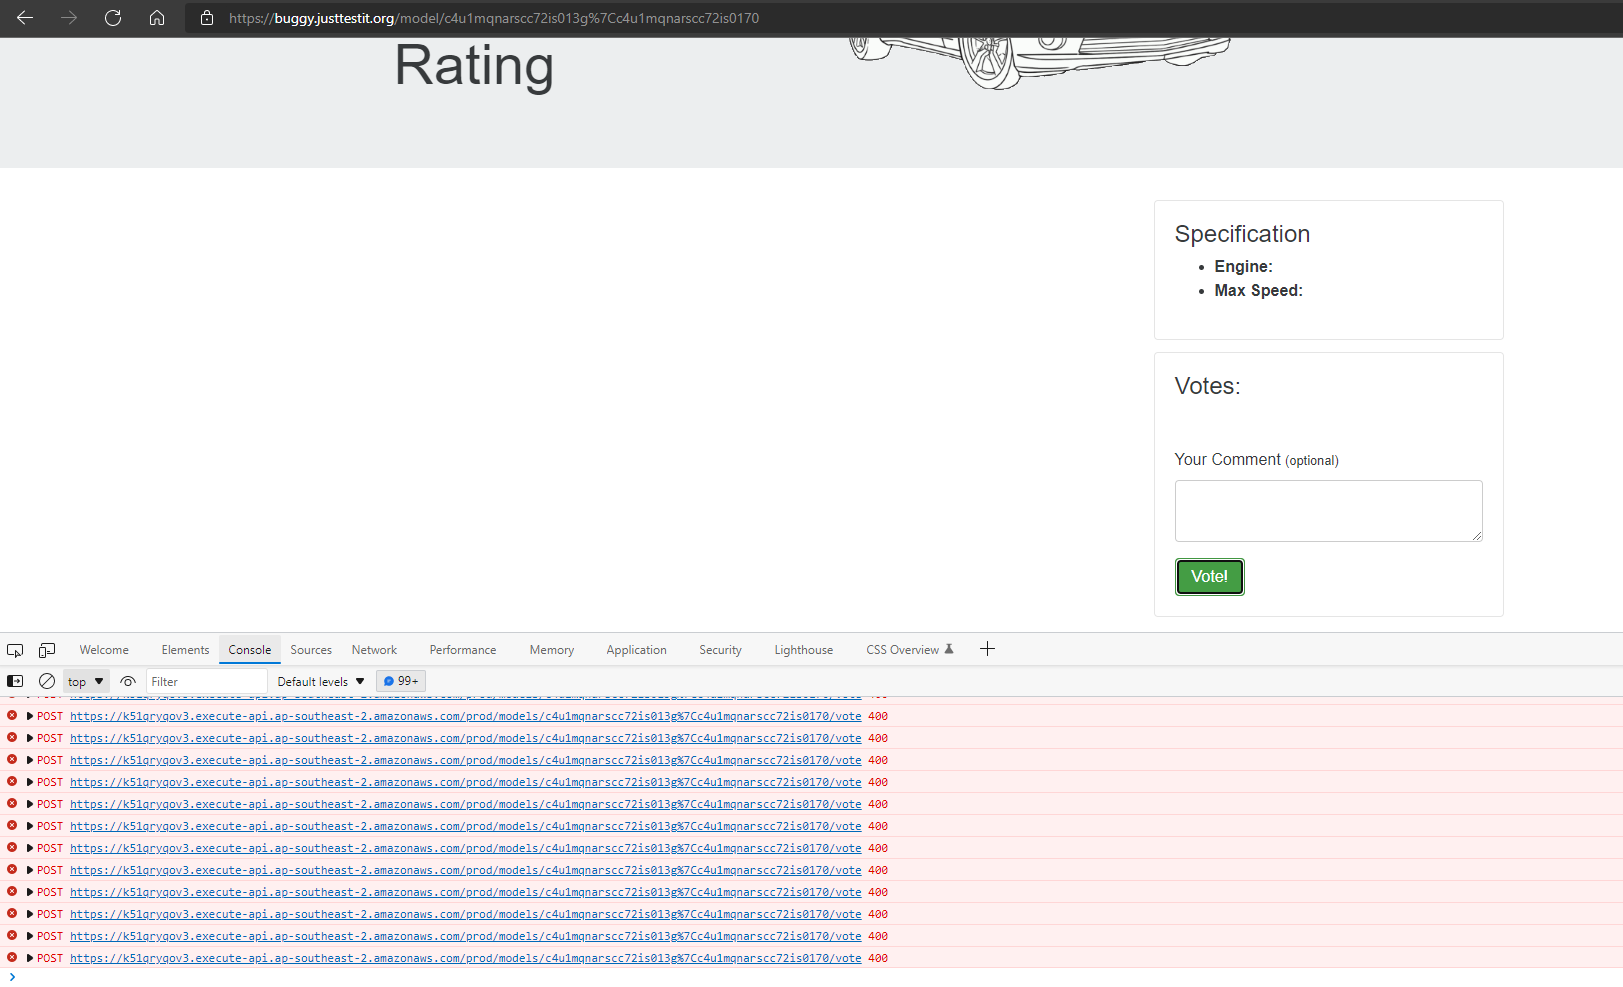 https://buggy.justtestit.org/model/c4u1mqnarscc72is013g%7Cc4u1mqnarscc72is0170
Rating
Specification
Engine:
Max Speed:
Votes:
Your Comment (optional)
Vote!
Welcome Elements Console Sources Network Performance Memory Application Security Lighthouse CSS Overview
top Filter Default levels 99+
POST https://k51qryqov3.execute-api.ap-southeast-2.amazonaws.com/prod/models/c4u1mqnarscc72is013g%7Cc4u1mqnarscc72is0170/vote 400
POST https://k51qryqov3.execute-api.ap-southeast-2.amazonaws.com/prod/models/c4u1mqnarscc72is013g%7Cc4u1mqnarscc72is0170/vote 400
POST https://k51qryqov3.execute-api.ap-southeast-2.amazonaws.com/prod/models/c4u1mqnarscc72is013g%7Cc4u1mqnarscc72is0170/vote 400
POST https://k51qryqov3.execute-api.ap-southeast-2.amazonaws.com/prod/models/c4u1mqnarscc72is013g%7Cc4u1mqnarscc72is0170/vote 400
POST https://k51qryqov3.execute-api.ap-southeast-2.amazonaws.com/prod/models/c4u1mqnarscc72is013g%7Cc4u1mqnarscc72is0170/vote 400
POST https://k51qryqov3.execute-api.ap-southeast-2.amazonaws.com/prod/models/c4u1mqnarscc72is013g%7Cc4u1mqnarscc72is0170/vote 400
POST https://k51qryqov3.execute-api.ap-southeast-2.amazonaws.com/prod/models/c4u1mqnarscc72is013g%7Cc4u1mqnarscc72is0170/vote 400
POST https://k51qryqov3.execute-api.ap-southeast-2.amazonaws.com/prod/models/c4u1mqnarscc72is013g%7Cc4u1mqnarscc72is0170/vote 400
POST https://k51qryqov3.execute-api.ap-southeast-2.amazonaws.com/prod/models/c4u1mqnarscc72is013g%7Cc4u1mqnarscc72is0170/vote 400
POST https://k51qryqov3.execute-api.ap-southeast-2.amazonaws.com/prod/models/c4u1mqnarscc72is013g%7Cc4u1mqnarscc72is0170/vote 400
POST https://k51qryqov3.execute-api.ap-southeast-2.amazonaws.com/prod/models/c4u1mqnarscc72is013g%7Cc4u1mqnarscc72is0170/vote 400
POST https://k51qryqov3.execute-api.ap-southeast-2.amazonaws.com/prod/models/c4u1mqnarscc72is013g%7Cc4u1mqnarscc72is0170/vote 400